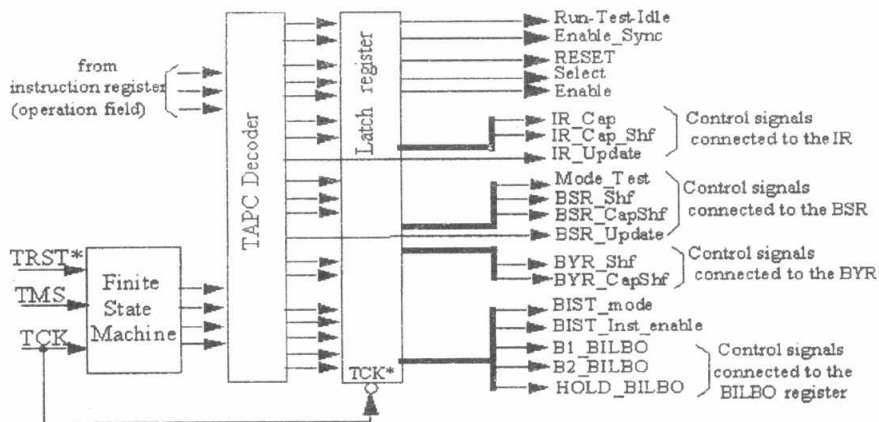 from
instruction register
(operation field)
TRST*
TMS
TCK
Finite
State
Machine
TAPC Decoder
Latch register
TCK*
Run-Test-Idle
Enable_Sync
RESET
Select
Enable
IR_Cap
IR_Cap_Shf
IR_Update
Control signals
connected to the IR
Mode_Test
BSR_Shf
BSR_CapShf
BSR_Update
Control signals
connected to the BSR
BYR_Shf
BYR_CapShf
Control signals
connected to the BYR
BIST_mode
BIST_Inst_enable
B1_BILBO
B2_BILBO
HOLD_BILBO
Control signals
connected to the
BILBO register